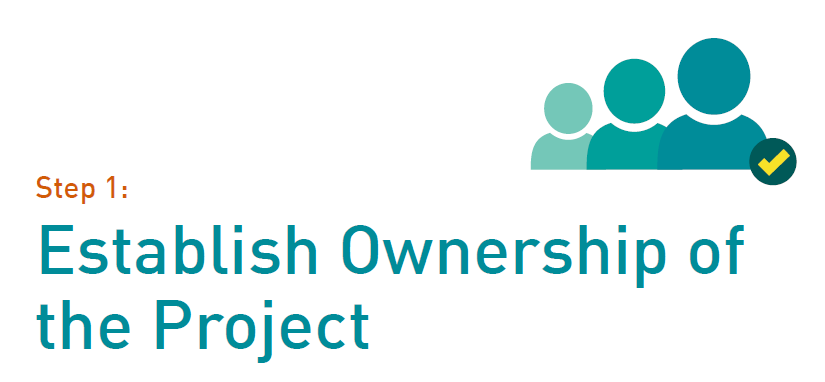 Step 1:
Establish Ownership of
the Project